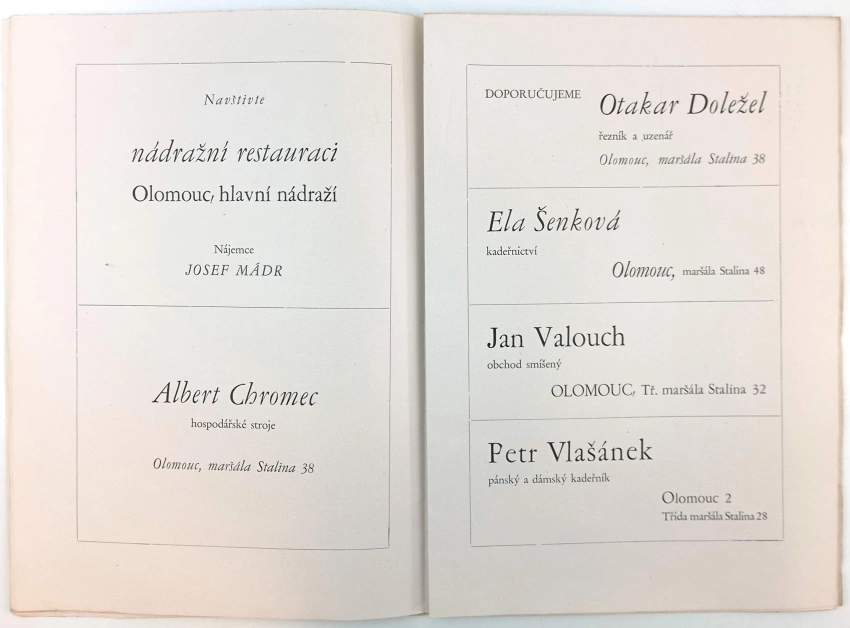 Navštivte
nádražní restauraci
Olomouc, hlavní nádraží
Nájemce
JOSEF MÁDR
Albert Chromec
hospodářské stroje
Olomouc, maršála Stalina 38
DOPORUČUJEME
Otakar Doležel
řezník a uzenář
Olomouc, maršála Stalina 38
Ela Šenková
kadeřnictví
Olomouc, maršála Stalina 48
Jan Valouch
obchod smíšený
OLOMOUC, Tř. maršála Stalina 32
Petr Vlašánek
pánský a dámský kadeřník
Olomouc 2
Třída maršála Stalina 28